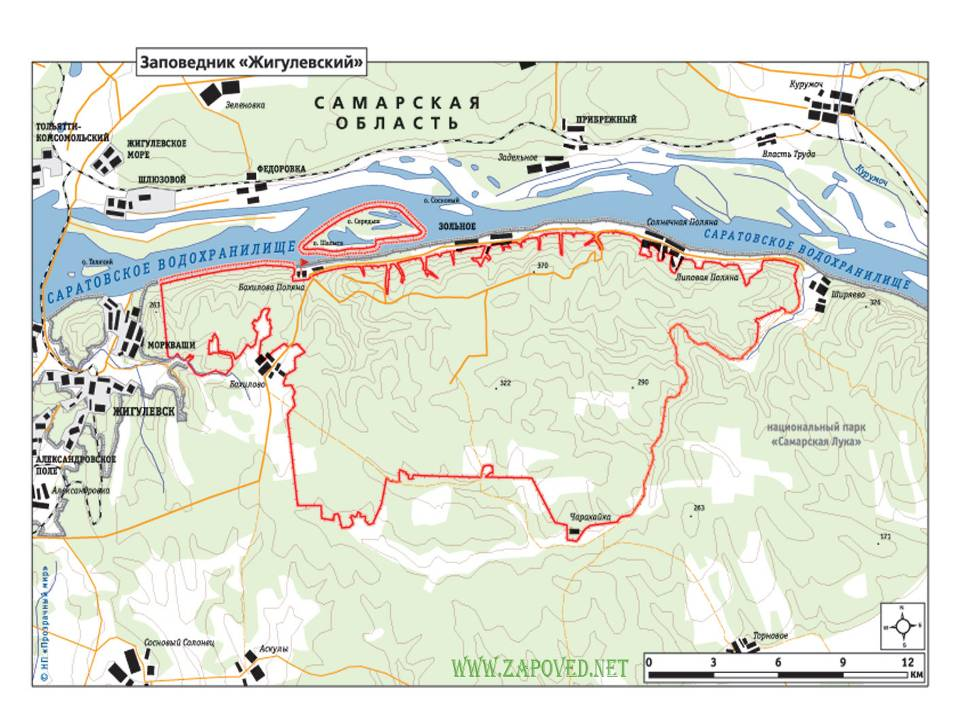 Заповедник «Жигулевский»
САМАРСКАЯ
ОБЛАСТЬ
Зеленовка
Курумоч
ТОЛЬЯТТИ-
КОМСОМОЛЬСКИЙ
ЖИГУЛЕВСКОЕ
МОРЕ
ПРИБРЕЖНЫЙ
Задельное
Власть Труда
ФЕДОРОВКА
ШЛЮЗОВОЙ
Курумоч
о. Сосновый
о. Середыш
о. Шалыга
ЗОЛЬНОЕ
Солнечная Поляна
САРАТОВСКОЕ ВОДОХРАНИЛИЩЕ
САРАТОВСКОЕ ВОДОХРАНИЛИЩЕ
370
Липовая Поляна
Бахилова Поляна
Ширяево
326
263
МОРКВАШИ
Бахилово
322
290
ЖИГУЛЕВСК
национальный парк
«Самарская Лука»
АЛЕКСАНДРОВСКОЕ
ПОЛЕ
Александровка
263
Чарокайка
171
© НП «Прозрачный мир»
N
S
Сосновый Солонец
Аскулы
Торновое
WWW.ZAPOVED.NET
0 3 6 9 12
КМ